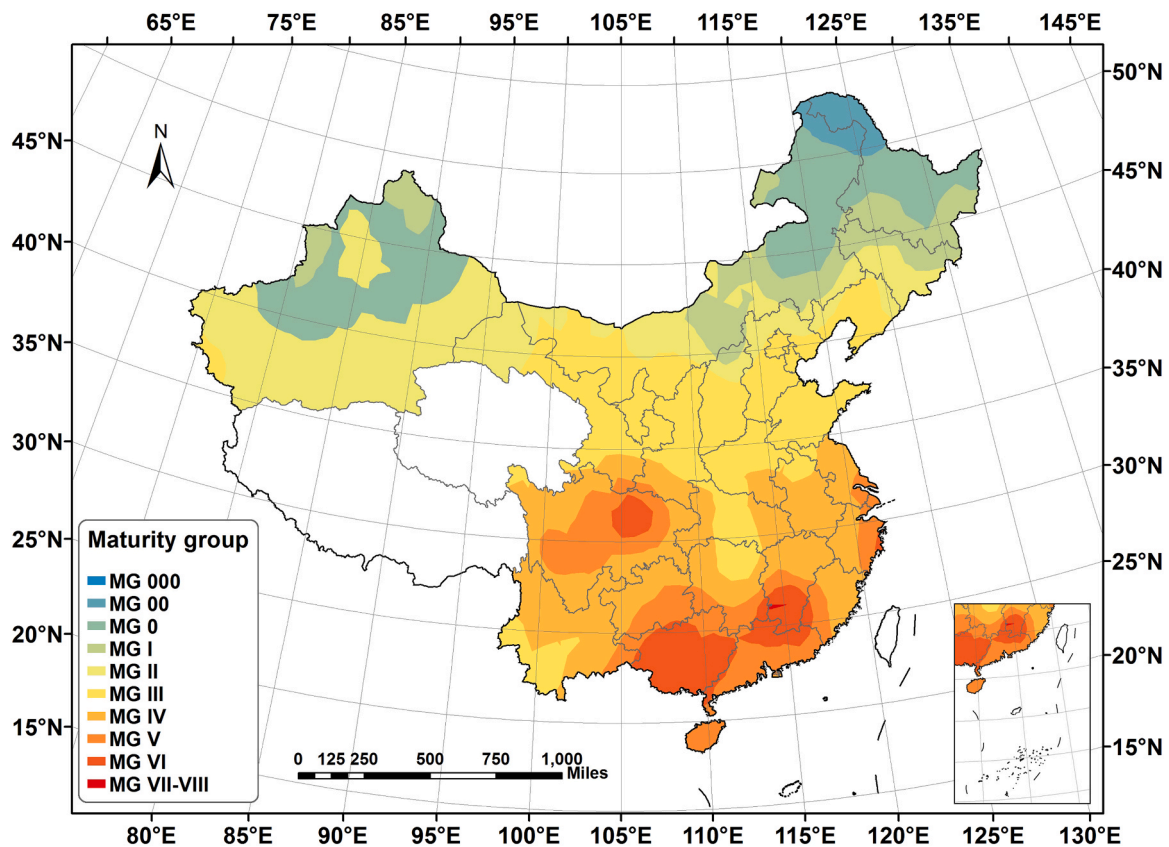 65°E 75°E 85°E 95°E 105°E 115°E 125°E 135°E 145°E
50°N
45°N
N
45°N
40°N
40°N
35°N
35°N
30°N
30°N
25°N
25°N
20°N
20°N
15°N
15°N
Maturity group
MG 000
MG 00
MG 0
MG I
MG II
MG III
MG IV
MG V
MG VI
MG VII-VIII
0 125 250 500 750 1,000
Miles
80°E 85°E 90°E 95°E 100°E 105°E 110°E 115°E 120°E 125°E 130°E